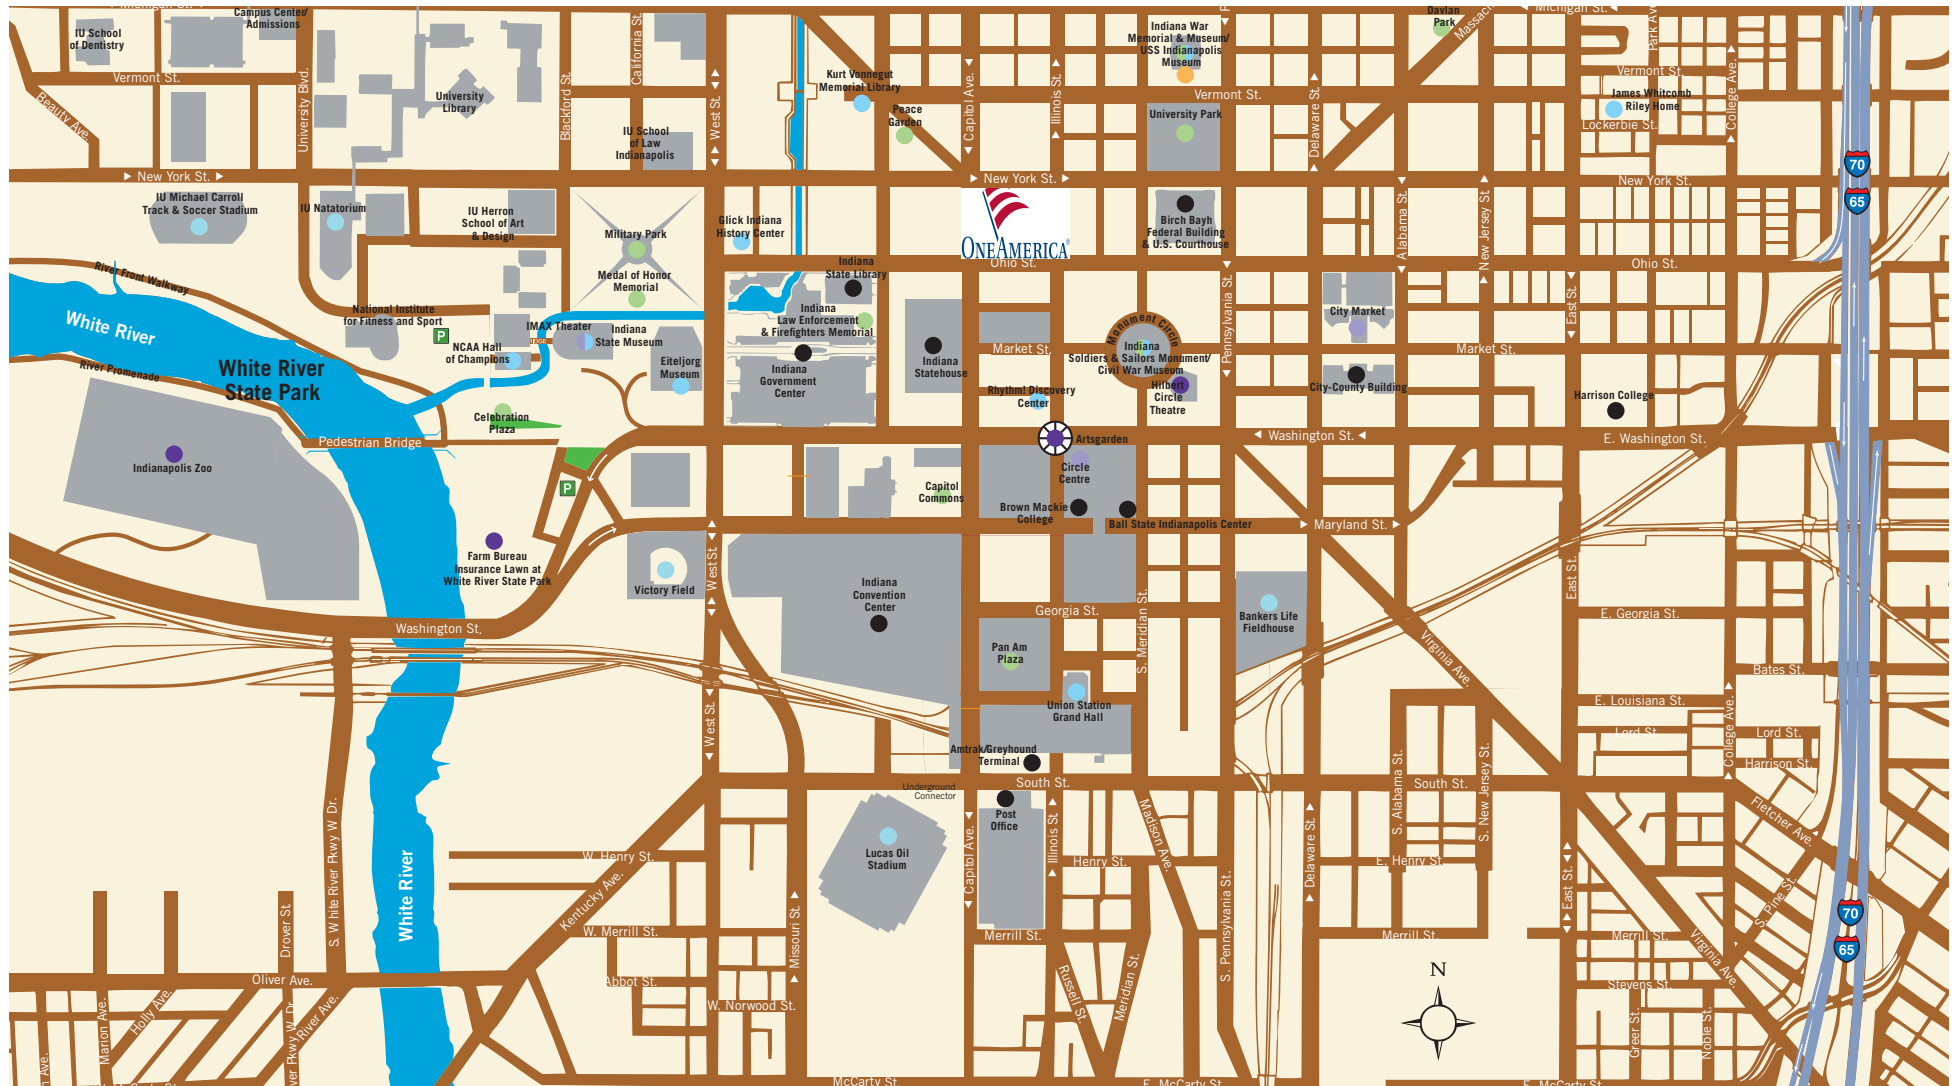 Michigan St.
Michigan St.
Campus Center/
Admissions
IU School
of Dentistry
Vermont St.
Beauty Ave.
University Blvd.
University
Library
Blackford St.
California St.
IU School
of Law
Indianapolis
West St.
Kurt Vonnegut
Memorial Library
Peace
Garden
Capitol Ave.
Illinois St.
Indiana War
Memorial & Museum/
USS Indianapolis
Museum
Vermont St.
University Park
Delaware St.
Davlan
Park
Massac
Park Av
Vermont St.
James Whitcomb
Riley Home
Lockerbie St.
College Ave.
70
65
New York St.
New York St.
New York St.
IU Michael Carroll
Track & Soccer Stadium
IU Natatorium
IU Herron
School of Art
& Design
Military Park
Medal of Honor
Memorial
Glick Indiana
History Center
Indiana
State Library
ONEAMERICA®
Ohio St.
Birch Bayh
Federal Building
& U.S. Courthouse
Alabama St.
New Jersey St.
Ohio St.
River Front Walkway
White River
River Promenade
White River
State Park
National Institute
for Fitness and Sport
P
NCAA Hall
of Champions
IMAX Theater
Indiana
State Museum
Eiteljorg
Museum
Indiana
Law Enforcement
& Firefighters Memorial
Indiana
Government
Center
Indiana
Statehouse
Market St.
Monument Circle
Indiana
Soldiers & Sailors Monument/
Civil War Museum
Pennsylvania St.
City Market
East St.
Market St.
Rhythm! Discovery
Center
Hilbert
Circle
Theatre
City-County Building
Harrison College
Celebration
Plaza
Pedestrian Bridge
Artsgarden
Washington St.
E. Washington St.
Indianapolis Zoo
P
Capitol
Commons
Circle
Centre
Brown Mackie
College
Ball State Indianapolis Center
Maryland St.
Farm Bureau
Insurance Lawn at
White River State Park
Victory Field
West St.
Indiana
Convention
Center
Georgia St.
S. Meridian St.
Bankers Life
Fieldhouse
East St.
E. Georgia St.
Washington St.
Virginia Ave.
Pan Am
Plaza
Bates St.
E. Louisiana St.
West St.
Union Station
Grand Hall
Lord St.
Lord St.
College Ave.
Harrison St.
Amtrak/Greyhound
Terminal
South St.
South St.
Underground
Connector
Post
Office
S. Alabama St.
S. New Jersey St.
S. White River Pkwy W. Dr.
White River
W. Henry St.
Kentucky Ave.
Lucas Oil
Stadium
Capitol Ave.
Illinois St.
Henry St.
Madison Ave.
Delaware St.
E. Henry St.
East St.
Fletcher Ave.
S. Pine St.
70
65
Drover St.
W. Merrill St.
Missouri St.
Merrill St.
S. Pennsylvania St.
Merrill St.
Merrill St.
Virginia Ave.
Oliver Ave.
Abbot St.
W. Norwood St.
Russell St.
Meridian St.
N
Stevens St.
Marion Ave.
Holly Ave.
River Ave.
Greer St.
Noble St.
McCarty St.
E. McCarty St.
E. McCarty St.